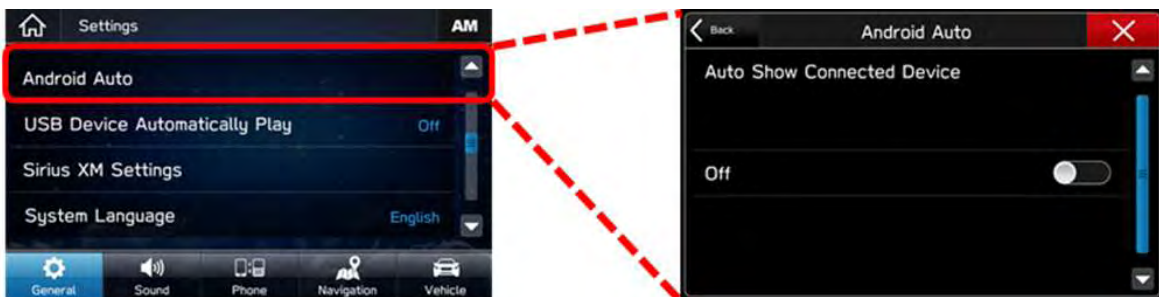 Settings AM
Android Auto
USB Device Automatically Play Off
Sirius XM Settings
System Language English
General Sound Phone Navigation Vehicle
Back Android Auto
Auto Show Connected Device
Off